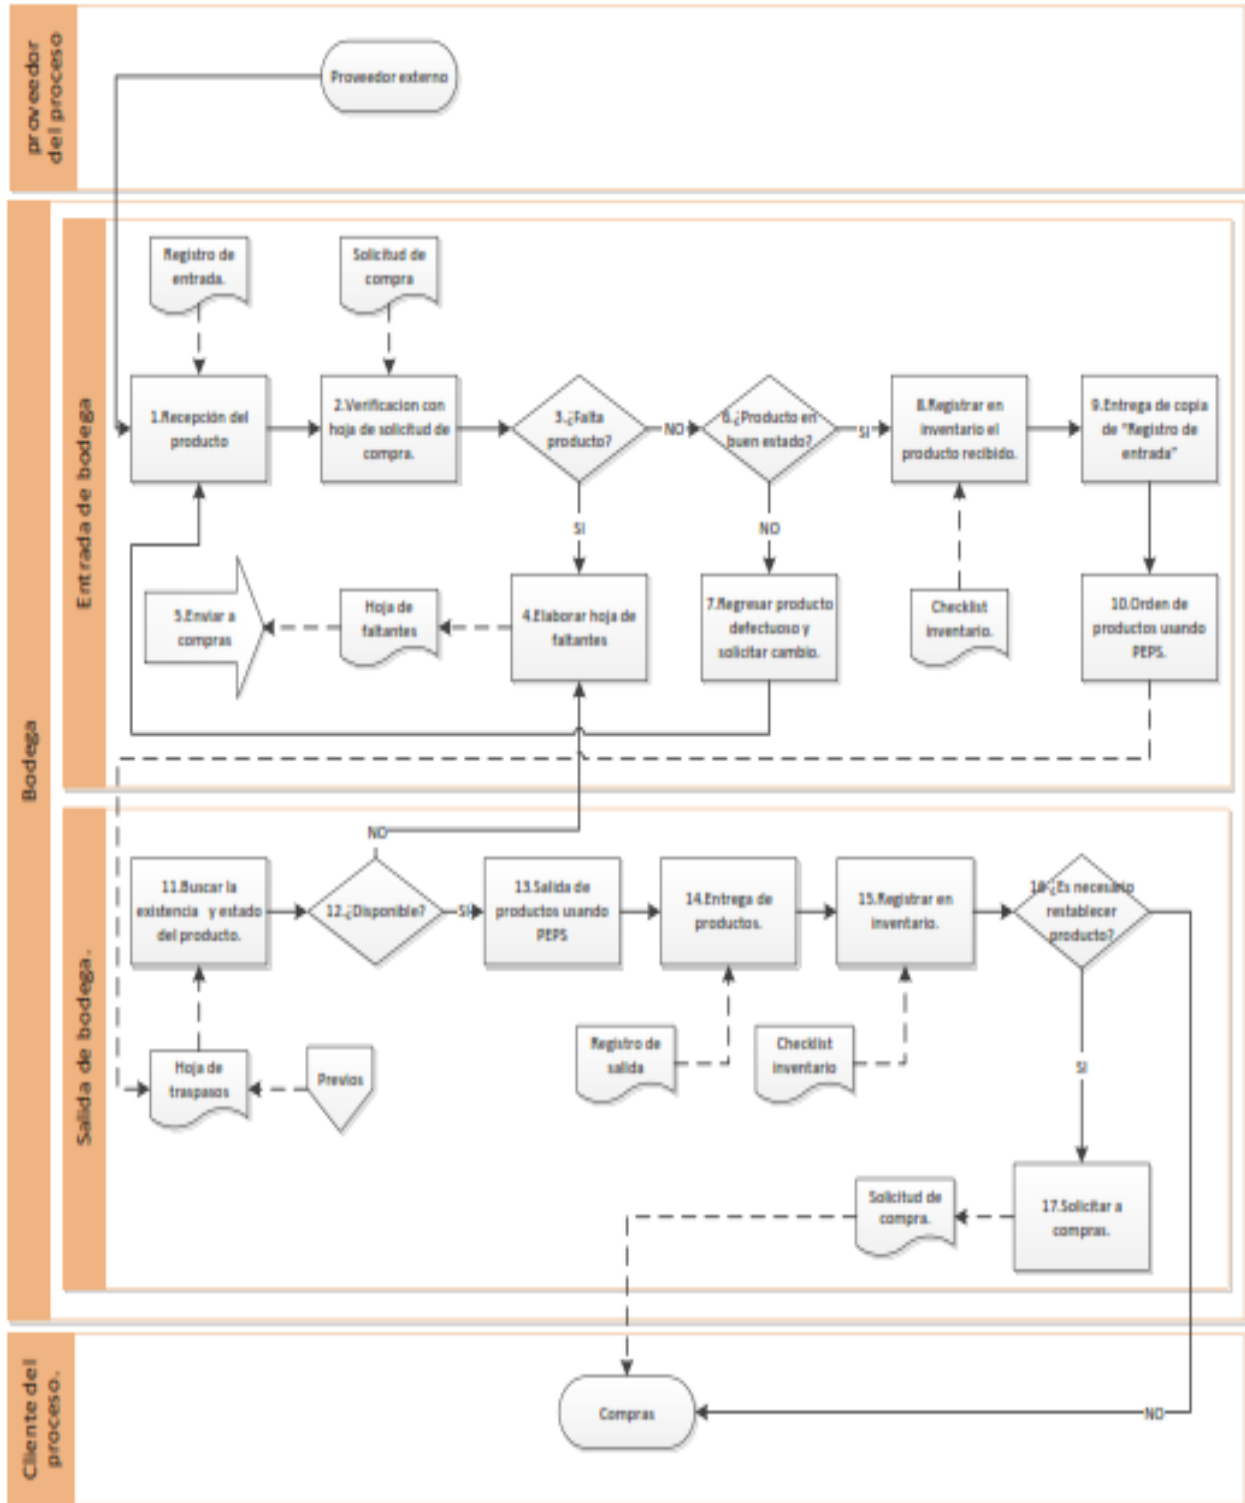 proveedor
del proceso
Proveedor externo
Bodega
Entrada de bodega
Registro de
entrada.
Solicitud de
compra
1.Recepción del
producto
2.Verificacion con
hoja de solicitud de
compra.
3.¿Falta
producto?
NO
6.¿Producto en
buen estado?
SI
8.Registrar en
inventario el
producto recibido.
9.Entrega de copia
de "Registro de
entrada"
SI
NO
5.Enviar a
compras
Hoja de
faltantes
4.Elaborar hoja de
faltantes
7.Regresar producto
defectuoso y
solicitar cambio.
Checklist
inventario.
10.Orden de
productos usando
PEPS.
Salida de bodega.
NO
11.Buscar la
existencia y estado
del producto.
12.¿Disponible?
SI
13.Salida de
productos usando
PEPS
14.Entrega de
productos.
15.Registrar en
inventario.
16.¿Es necesario
restablecer
producto?
Hoja de
traspasos
Previos
Registro de
salida
Checklist
inventario
SI
Solicitud de
compra.
17.Solicitar a
compras.
Cliente del
proceso.
Compras
NO